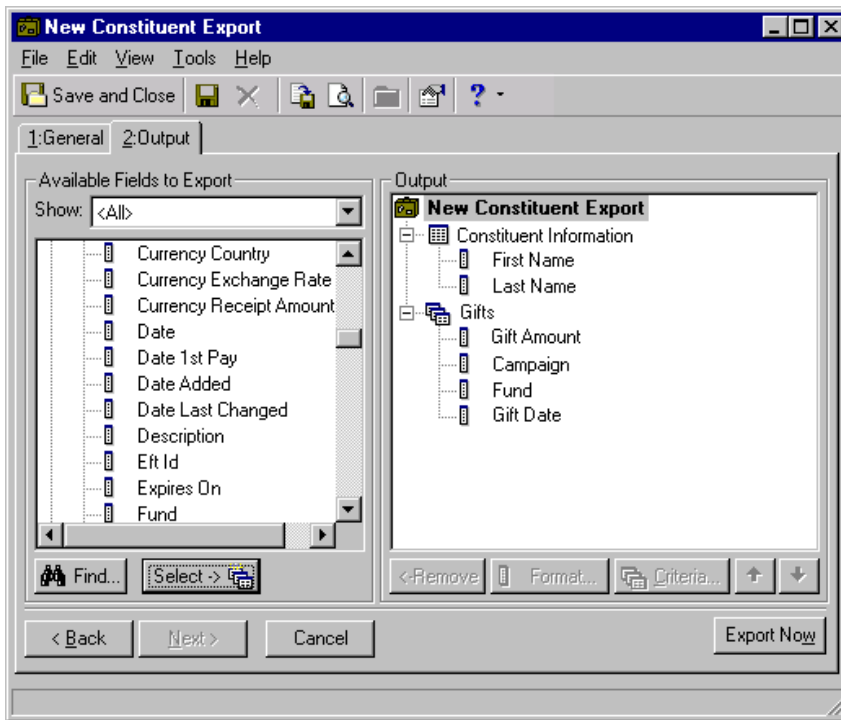 New Constituent Export
File Edit View Tools Help
Save and Close
1:General 2:Output
Available Fields to Export
Show: <All>
Currency Country
Currency Exchange Rate
Currency Receipt Amount
Date
Date 1st Pay
Date Added
Date Last Changed
Description
Eft Id
Expires On
Fund
Find... Select ->
Output
New Constituent Export
Constituent Information
First Name
Last Name
Gifts
Gift Amount
Campaign
Fund
Gift Date
<-Remove Format... Criteria...
< Back Next > Cancel Export Now